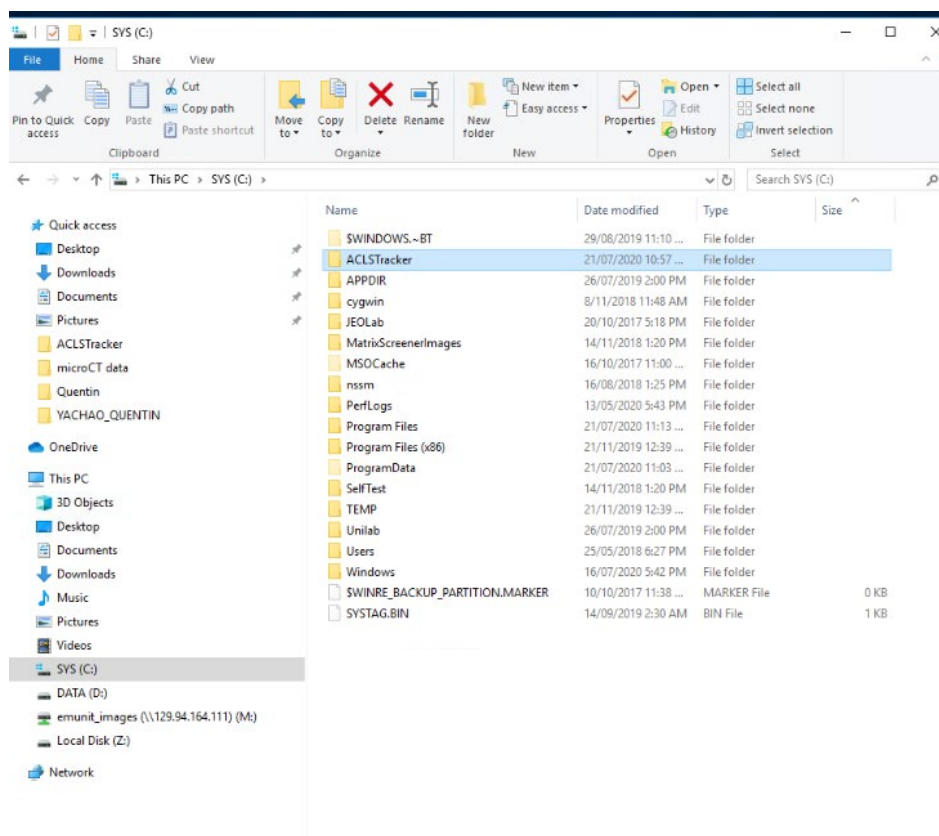 SYS (C:)
File Home Share View
Pin to Quick access
Copy
Paste
Cut
Copy path
Paste shortcut
Clipboard
Move to
Copy to
Delete
Rename
Organize
New folder
New item
Easy access
New
Properties
Open
Edit
History
Open
Select all
Select none
Invert selection
Select
This PC > SYS (C:) >
Search SYS (C:)
Quick access
Desktop
Downloads
Documents
Pictures
ACLSTracker
microCT data
Quentin
YACHAO_QUENTIN
OneDrive
This PC
3D Objects
Desktop
Documents
Downloads
Music
Pictures
Videos
SYS (C:)
DATA (D:)
emunit_images (\\129.94.164.111) (M:)
Local Disk (Z:)
Network
Name Date modified Type Size
$WINDOWS.~BT 29/08/2019 11:10 ... File folder
ACLSTracker 21/07/2020 10:57 ... File folder
APPDIR 26/07/2019 2:00 PM File folder
cygwin 8/11/2018 11:48 AM File folder
JEOLab 20/10/2017 5:18 PM File folder
MatrixScreenerImages 14/11/2018 1:20 PM File folder
MSOCache 16/10/2017 11:00 ... File folder
nssm 16/08/2018 1:25 PM File folder
PerfLogs 13/05/2020 5:43 PM File folder
Program Files 21/07/2020 11:13 ... File folder
Program Files (x86) 21/11/2019 12:39 ... File folder
ProgramData 21/07/2020 11:03 ... File folder
SelfTest 14/11/2018 1:20 PM File folder
TEMP 21/11/2019 12:39 ... File folder
Unilab 26/07/2019 2:00 PM File folder
Users 25/05/2018 6:27 PM File folder
Windows 16/07/2020 5:42 PM File folder
$WINRE_BACKUP_PARTITION.MARKER 10/10/2017 11:38 ... MARKER File 0 KB
SYSTAG.BIN 14/09/2019 2:30 AM BIN File 1 KB